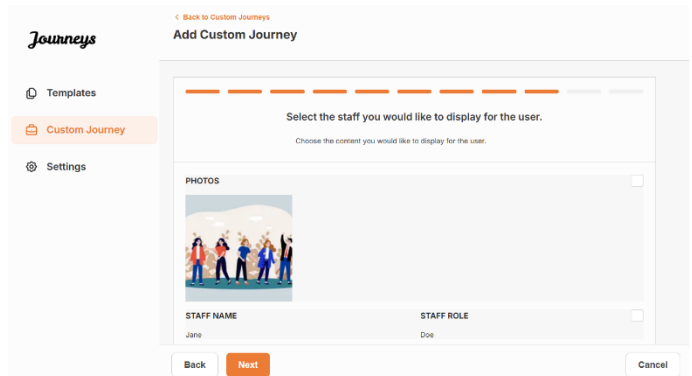 Journeys
Templates
Custom Journey
Settings
< Back to Custom Journeys
Add Custom Journey
Select the staff you would like to display for the user.
Choose the content you would like to display for the user.
PHOTOS
STAFF NAME STAFF ROLE
Jane Doe
Back Next Cancel